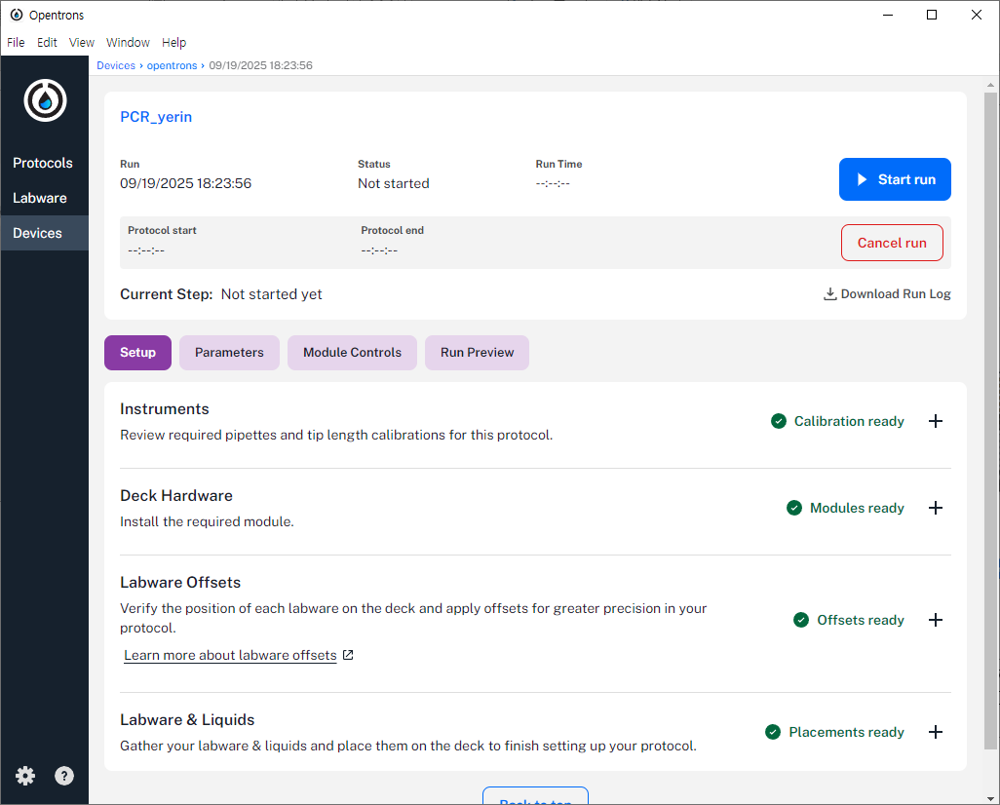 Opentrons
File Edit View Window Help
Devices › opentrons › 09/19/2025 18:23:56
Protocols
Labware
Devices
PCR_yerin
Run Status Run Time
09/19/2025 18:23:56 Not started --:--:--
Start run
Protocol start Protocol end
--:--:-- --:--:--
Cancel run
Current Step: Not started yet
Download Run Log
Setup Parameters Module Controls Run Preview
Instruments
Review required pipettes and tip length calibrations for this protocol.
Calibration ready
Deck Hardware
Install the required module.
Modules ready
Labware Offsets
Verify the position of each labware on the deck and apply offsets for greater precision in your
protocol.
Learn more about labware offsets
Offsets ready
Labware & Liquids
Gather your labware & liquids and place them on the deck to finish setting up your protocol.
Placements ready
Back to top